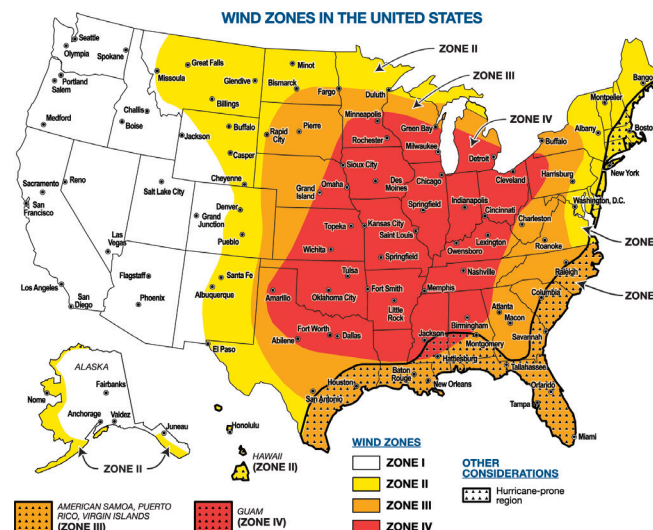 WIND ZONES IN THE UNITED STATES
Seattle
Olympia
Spokane
Portland
Salem
Medford
Challis
Boise
Missoula
Great Falls
Glendive
Billings
Minot
Bismarck
Fargo
Duluth
ZONE II
ZONE III
ZONE IV
Minneapolis
Rochester
Green Bay
Milwaukee
Detroit
Buffalo
Albany
Montpelier
Bango
Boston
New York
Jackson
Buffalo
Casper
Cheyenne
Rapid
City
Pierre
Sioux City
Des
Moines
Chicago
Cleveland
Harrisburg
Washington, D.C.
Sacramento
San
Francisco
Reno
Salt Lake City
Grand
Junction
Denver
Pueblo
Grand
Island
Omaha
Topeka
Kansas City
Springfield
Saint Louis
Indianapolis
Cincinnati
Charleston
Lexington
Roanoke
ZONE
Las
Vegas
Los Angeles
San
Diego
Flagstaff
Phoenix
Santa Fe
Albuquerque
El Paso
Wichita
Tulsa
Springfield
Owensboro
Nashville
Raleigh
ZONE
Amarillo
Oklahoma City
Fort Smith
Little
Rock
Memphis
Columbia
Atlanta
Macon
Savannah
Birmingham
Montgomery
Fort Worth
Dallas
Abilene
Jackson
Hattiesburg
Tallahassee
San Antonio
Houston
Baton
Rouge
New Orleans
Orlando
Tampa
Miami
ALASKA
Nome
Fairbanks
Anchorage
Valdez
Juneau
ZONE II
Honolulu
HAWAII
(ZONE II)
WIND ZONES
ZONE I
ZONE II
ZONE III
ZONE IV
OTHER
CONSIDERATIONS
Hurricane-prone
region
AMERICAN SAMOA, PUERTO
RICO, VIRGIN ISLANDS
(ZONE III)
GUAM
(ZONE IV)